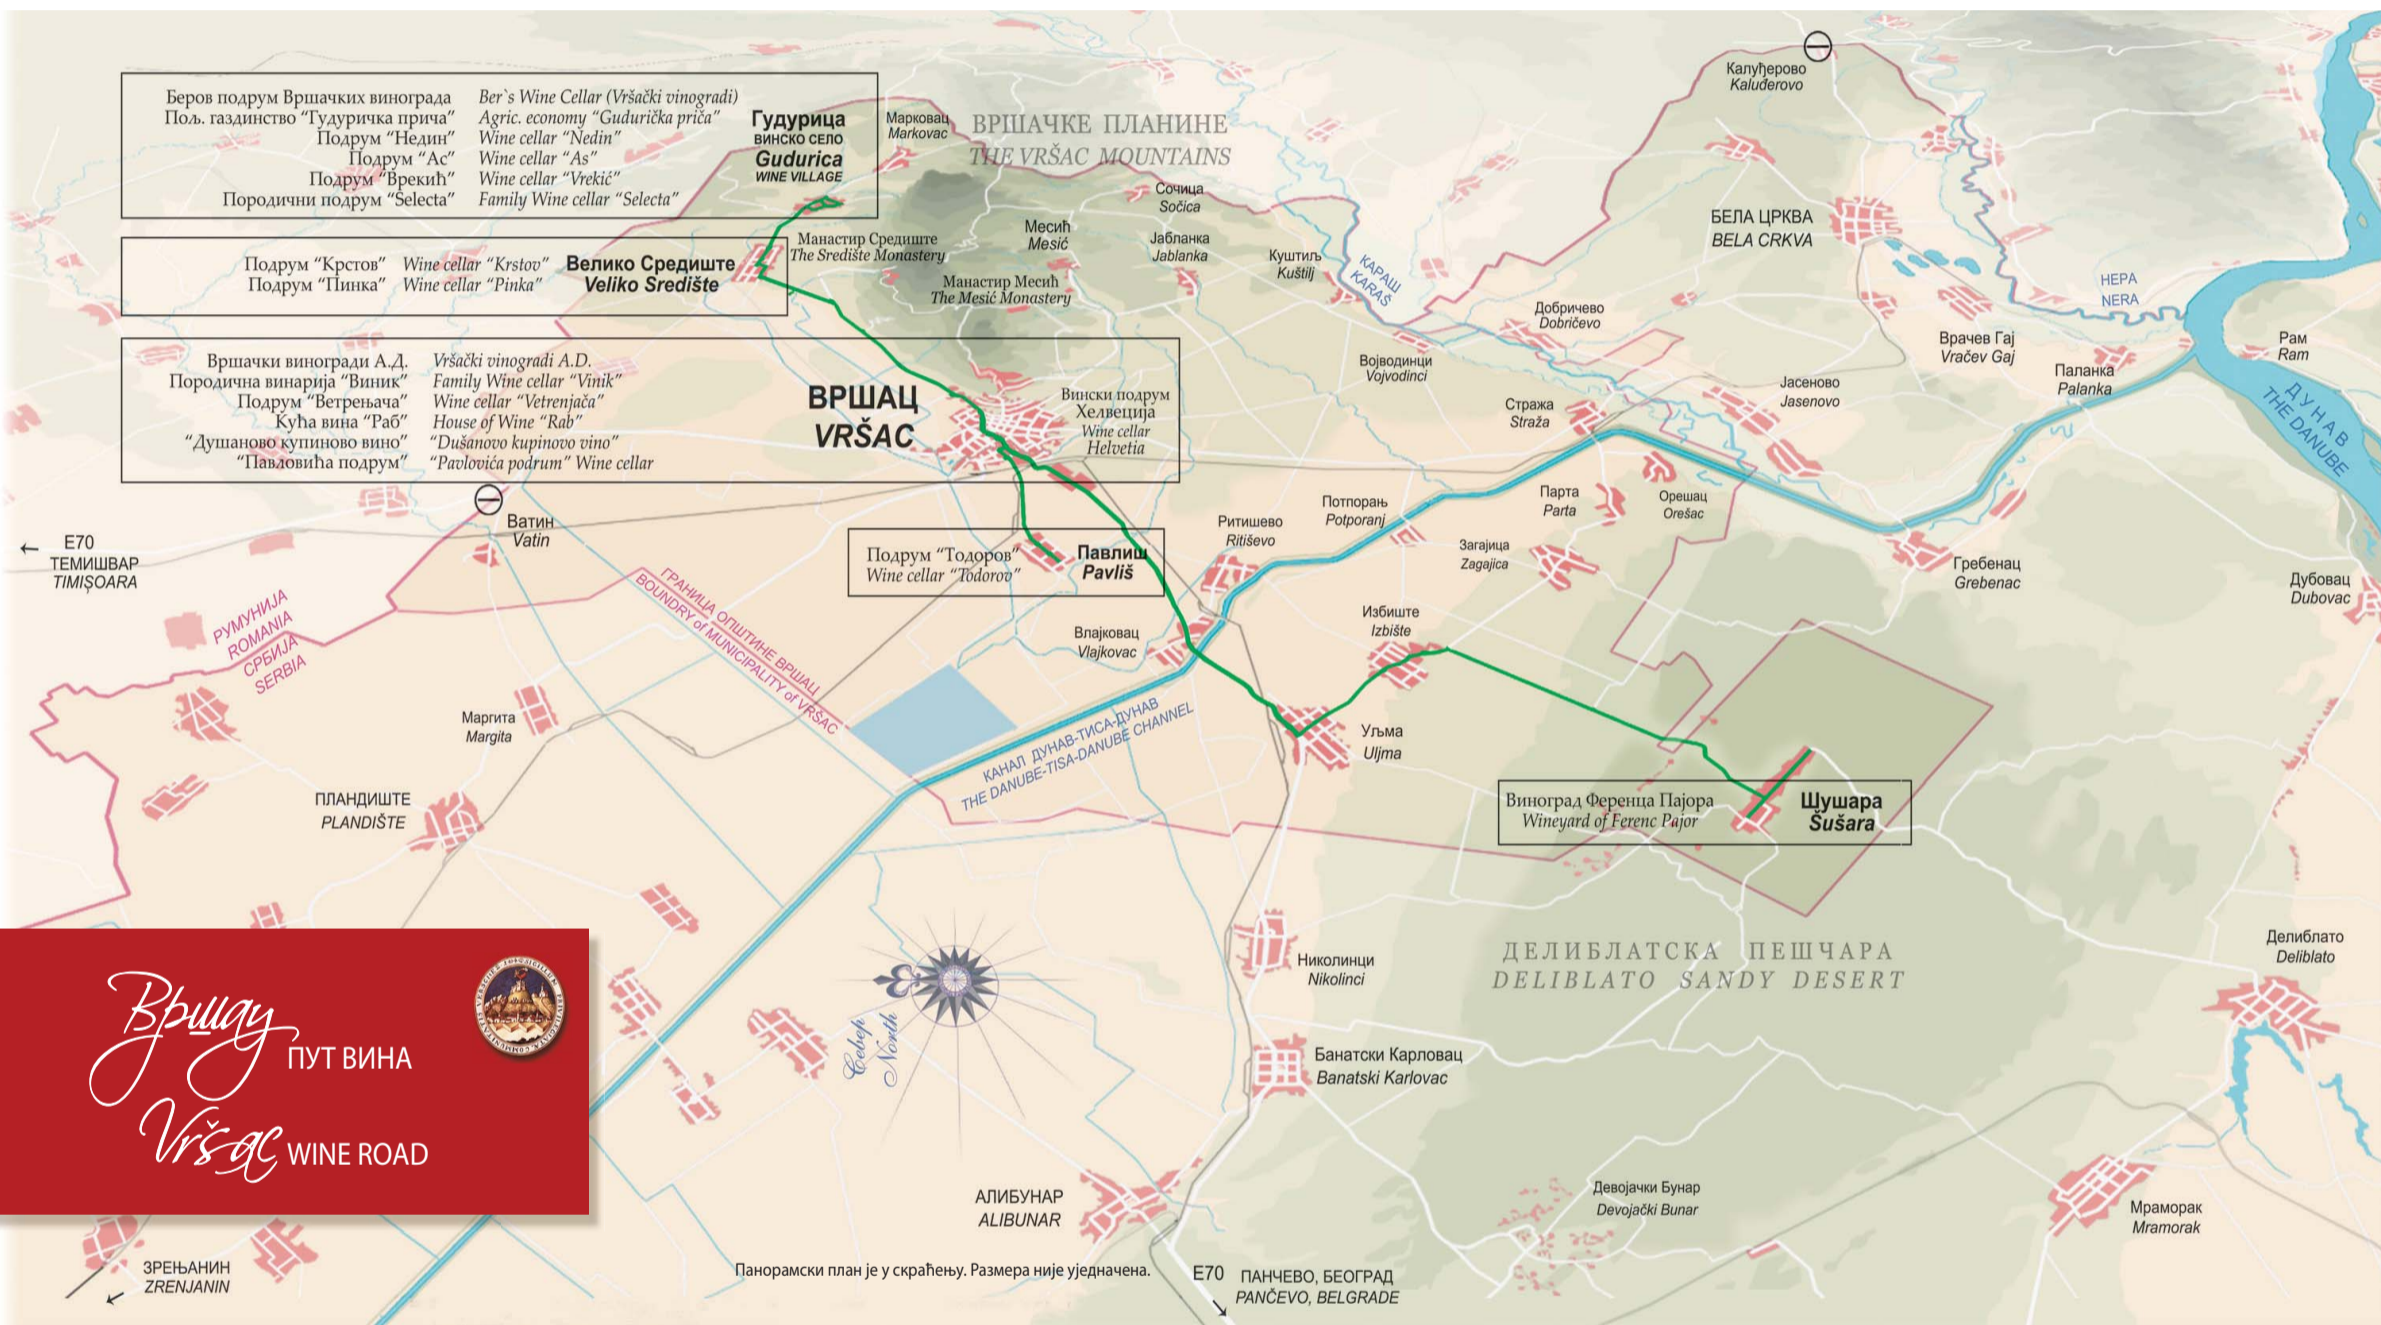 Беров подрум Вршачких винограда Ber`s Wine Cellar (Vršački vinogradi)
Пољ. газдинство “Гудуричка прича” Agric. economy “Gudurička priča”
Подрум “Недин” Wine cellar “Nedin”
Подрум “Ас” Wine cellar “As”
Подрум “Врекић” Wine cellar “Vrekić”
Породични подрум “Selecta” Family Wine cellar “Selecta”
Гудурица
ВИНСКО СЕЛО
Gudurica
WINE VILLAGE
Марковац
Markovac
ВРШАЧКЕ ПЛАНИНЕ
THE VRŠAC MOUNTAINS
Калуђерово
Kaluđerovo
Сочица
Sočica
Месић
Mesić
Јабланка
Jablanka
Куштиљ
Kuštilj
КАРАШ
KARAŠ
БЕЛА ЦРКВА
BELA CRKVA
НЕРА
NERA
Подрум “Крстов” Wine cellar “Krstov”
Подрум “Пинка” Wine cellar “Pinka”
Велико Средиште
Veliko Središte
Манастир Средиште
The Središte Monastery
Манастир Месић
The Mesić Monastery
Добричево
Dobričevo
Војводинци
Vojvodinci
Врачев Гај
Vračev Gaj
Паланка
Palanka
Рам
Ram
ДУНАВ
THE DANUBE
Вршачки виногради А.Д. Vršački vinogradi A.D.
Породична винарија “Виник” Family Wine cellar “Vinik”
Подрум “Ветрењача” Wine cellar “Vetrenjača”
Кућа вина “Раб” House of Wine “Rab”
“Душаново купиново вино” “Dušanovo kupinovo vino”
“Павловића подрум” “Pavlovića podrum” Wine cellar
ВРШАЦ
VRŠAC
Вински подрум
Хелвеција
Wine cellar
Helvetia
Јасеново
Jasenovo
Стража
Straža
Парта
Parta
Орешац
Orešac
Потпорањ
Potporanj
Ритишево
Ritiševo
Загајица
Zagajica
Гребенац
Grebenac
Дубовац
Dubovac
Ватин
Vatin
← E70
ТЕМИШВАР
TIMIŞOARA
РУМУНИЈА
ROMANIA
СРБИЈА
SERBIA
ГРАНИЦА ОПШТИНЕ ВРШАЦ
BOUNDRY of MUNICIPALITY of VRŠAC
Подрум “Тодоров”
Wine cellar “Todorov”
Павлиш
Pavliš
Влајковац
Vlajkovac
Избиште
Izbište
Маргита
Margita
КАНАЛ ДУНАВ-ТИСА-ДУНАВ
THE DANUBE-TISA-DANUBE CHANNEL
Уљма
Uljma
ПЛАНДИШТЕ
PLANDIŠTE
Виноград Ференца Пајора
Wineyard of Ferenc Pajor
Шушара
Šušara
Николинци
Nikolinci
ДЕЛИБЛАТСКА ПЕШЧАРА
DELIBLATO SANDY DESERT
Делиблато
Deliblato
Север
North
Банатски Карловац
Banatski Karlovac
Вршац ПУТ ВИНА
Vršac WINE ROAD
АЛИБУНАР
ALIBUNAR
Девојачки Бунар
Devojački Bunar
Мраморак
Mramorak
ЗРЕЊАНИН
ZRENJANIN
Панорамски план је у скраћењу. Размера није уједначена.
E70 ПАНЧЕВО, БЕОГРАД
PANČEVO, BELGRADE